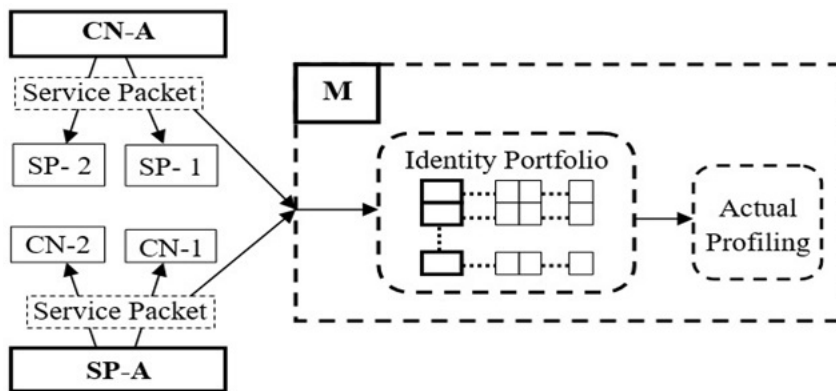 CN-A
Service Packet
SP- 2
SP- 1
CN-2
CN-1
Service Packet
SP-A
M
Identity Portfolio
Actual
Profiling